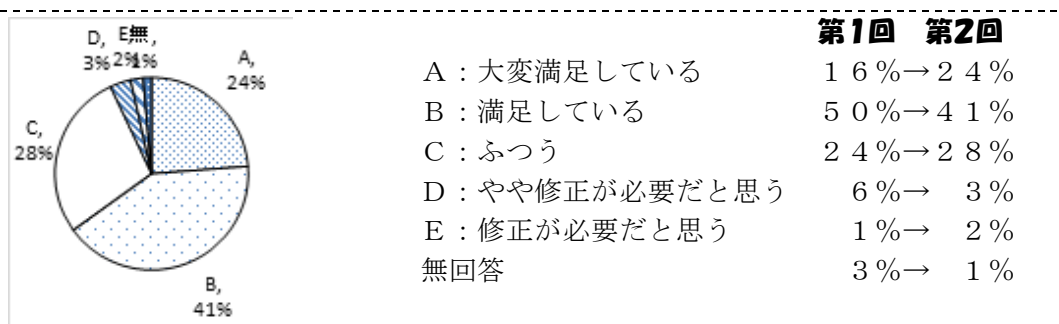 D,
3%
E
2%
無,
1%
A,
24%
C,
28%
B,
41%
第1回 第2回
A:大変満足している 16%→24%
B:満足している 50%→41%
C:ふつう 24%→28%
D:やや修正が必要だと思う 6%→ 3%
E:修正が必要だと思う 1%→ 2%
無回答 3%→ 1%